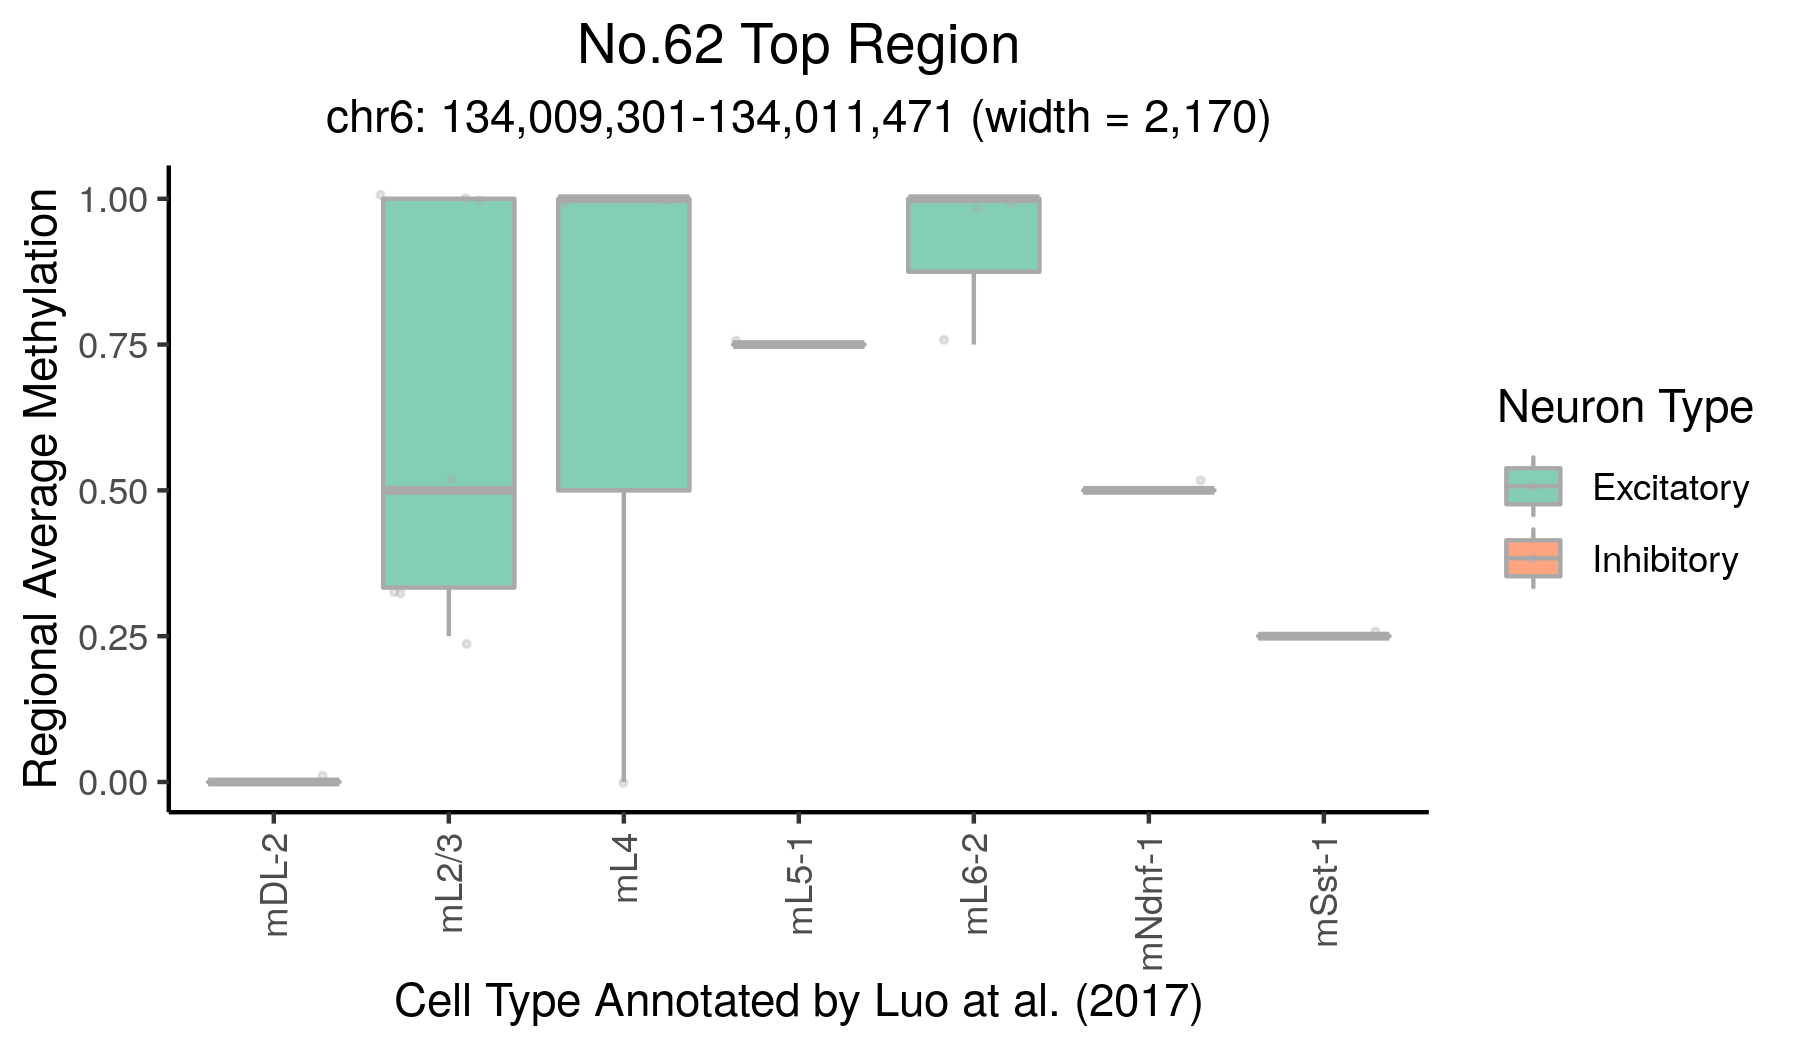 No.62 Top Region
chr6: 134,009,301-134,011,471 (width = 2,170)
Regional Average Methylation
1.00
0.75
0.50
0.25
0.00
mDL-2
mL2/3
mL4
mL5-1
mL6-2
mNdnf-1
mSst-1
Cell Type Annotated by Luo at al. (2017)
Neuron Type
Excitatory
Inhibitory